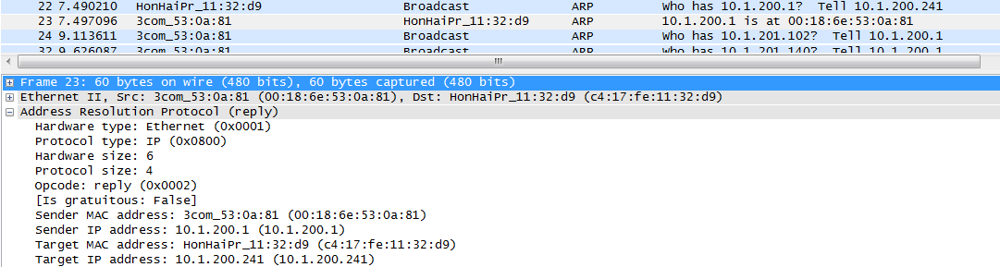 22 7.490210 HonHaiPr_11:32:d9 Broadcast ARP Who has 10.1.200.1? Tell 10.1.200.241
23 7.497096 3com_53:0a:81 HonHaiPr_11:32:d9 ARP 10.1.200.1 is at 00:18:6e:53:0a:81
24 9.113611 3com_53:0a:81 Broadcast ARP Who has 10.1.201.102? Tell 10.1.200.1
32 9.626087 3com_53:0a:81 Broadcast ARP Who has 10.1.201.140? Tell 10.1.200.1
Frame 23: 60 bytes on wire (480 bits), 60 bytes captured (480 bits)
Ethernet II, Src: 3com_53:0a:81 (00:18:6e:53:0a:81), Dst: HonHaiPr_11:32:d9 (c4:17:fe:11:32:d9)
Address Resolution Protocol (reply)
Hardware type: Ethernet (0x0001)
Protocol type: IP (0x0800)
Hardware size: 6
Protocol size: 4
Opcode: reply (0x0002)
[Is gratuitous: False]
Sender MAC address: 3com_53:0a:81 (00:18:6e:53:0a:81)
Sender IP address: 10.1.200.1 (10.1.200.1)
Target MAC address: HonHaiPr_11:32:d9 (c4:17:fe:11:32:d9)
Target IP address: 10.1.200.241 (10.1.200.241)